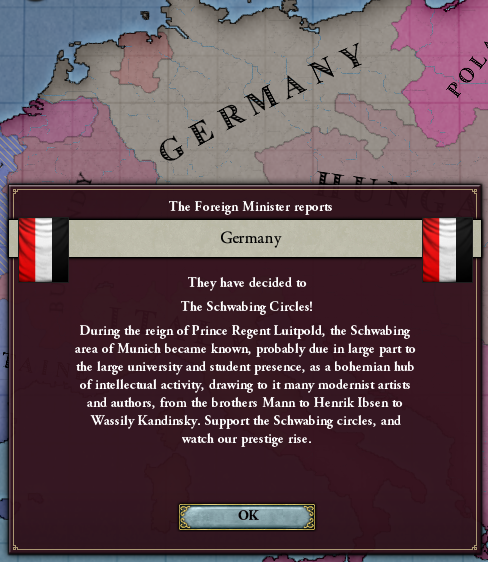 GERMANY
POLA
HUNGA
The Foreign Minister reports
Germany
They have decided to
The Schwabing Circles!
During the reign of Prince Regent Luitpold, the Schwabing
area of Munich became known, probably due in large part to
the large university and student presence, as a bohemian hub
of intellectual activity, drawing to it many modernist artists
and authors, from the brothers Mann to Henrik Ibsen to
Wassily Kandinsky. Support the Schwabing circles, and
watch our prestige rise.
OK